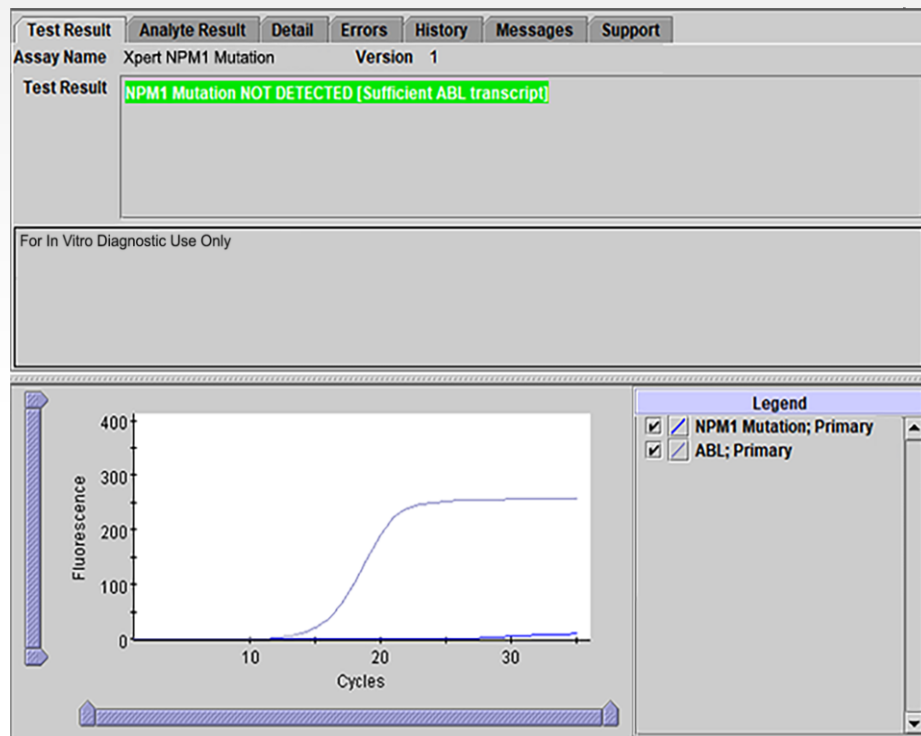 Test Result Analyte Result Detail Errors History Messages Support
Assay Name Xpert NPM1 Mutation Version 1
Test Result NPM1 Mutation NOT DETECTED [Sufficient ABL transcript]
For In Vitro Diagnostic Use Only
Legend
NPM1 Mutation; Primary
ABL; Primary
400
300
200
100
0
Fluorescence
10 20 30
Cycles